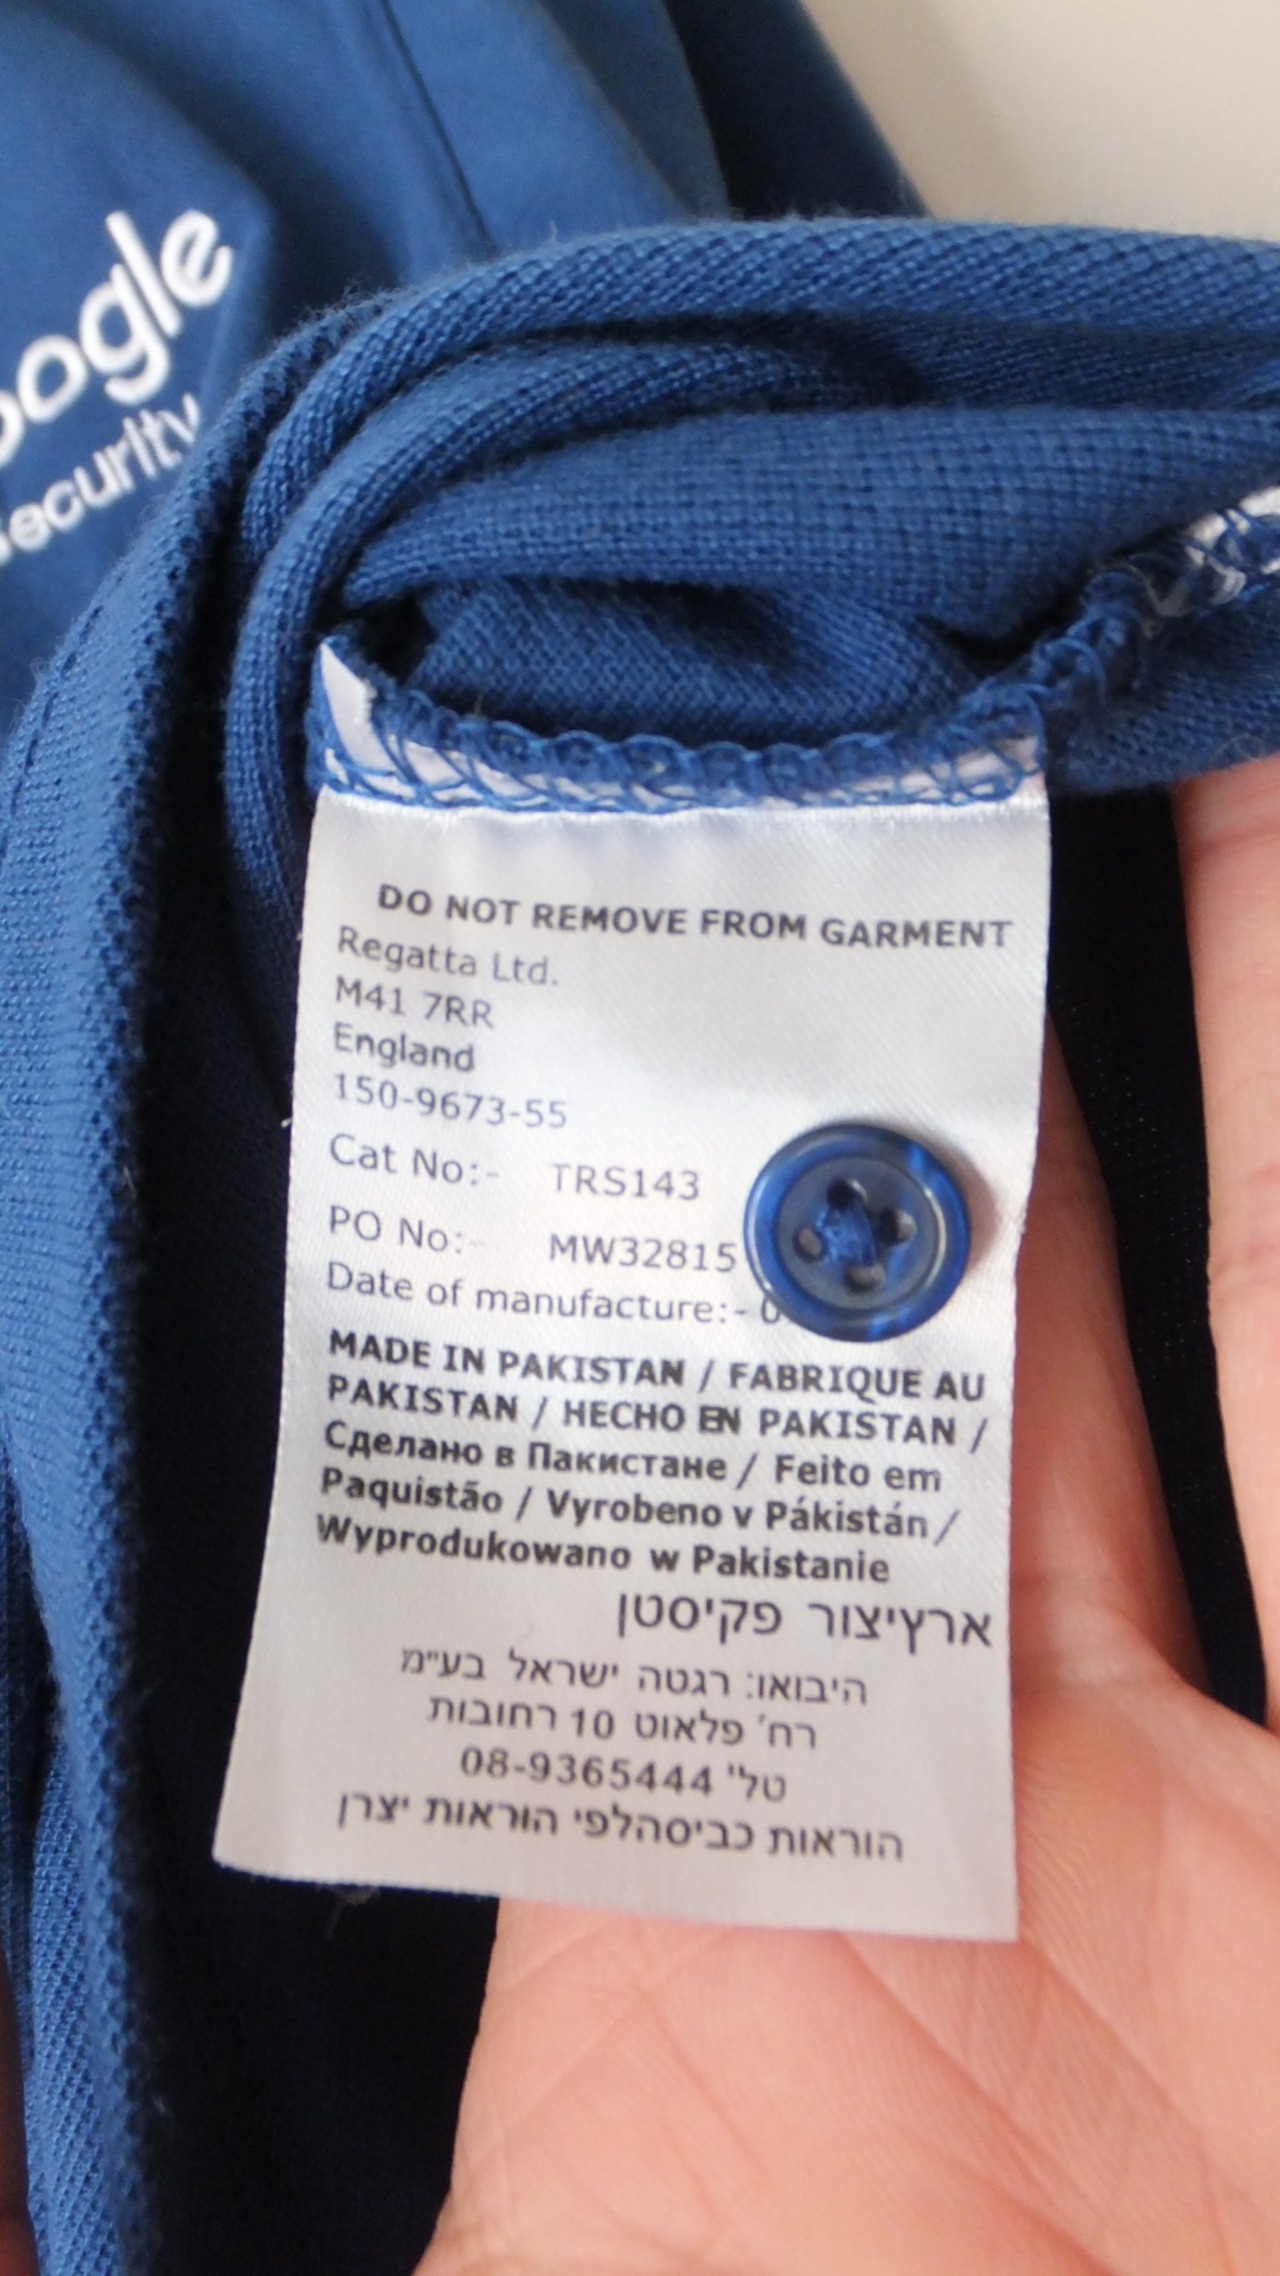 oogle
Security
DO NOT REMOVE FROM GARMENT
Regatta Ltd.
M41 7RR
England
150-9673-55
Cat No:- TRS143
PO No:- MW32815
Date of manufacture:- 0
MADE IN PAKISTAN / FABRIQUE AU
PAKISTAN / HECHO EN PAKISTAN /
Сделано в Пакистане / Feito em
Paquistão / Vyrobeno v Pákistán /
Wyprodukowano w Pakistanie
ארץיצור פקיסטן
היבואו: רגטה ישראל בע"מ
רח' פלאוט 10 רחובות
טל' 08-9365444
הוראות כביסהלפי הוראות יצרן